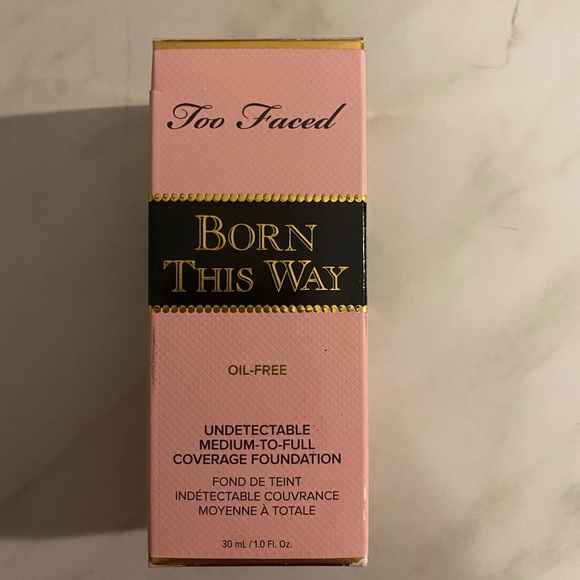 Too Faced
BORN
THIS WAY
OIL-FREE
UNDETECTABLE
MEDIUM-TO-FULL
COVERAGE FOUNDATION
FOND DE TEINT
INDÉTECTABLE COUVRANCE
MOYENNE À TOTALE
30 mL / 1.0 Fl. Oz.